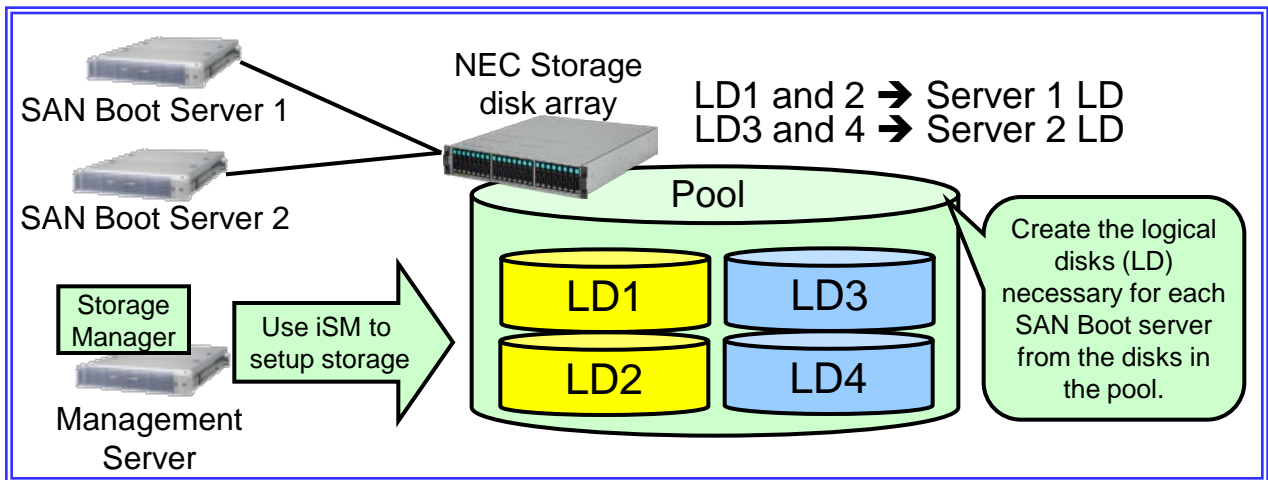 SAN Boot Server 1
SAN Boot Server 2
NEC Storage
disk array
LD1 and 2 ➔ Server 1 LD
LD3 and 4 ➔ Server 2 LD
Pool
LD1
LD3
LD2
LD4
Create the logical
disks (LD)
necessary for each
SAN Boot server
from the disks in
the pool.
Storage
Manager
Use iSM to
setup storage
Management
Server